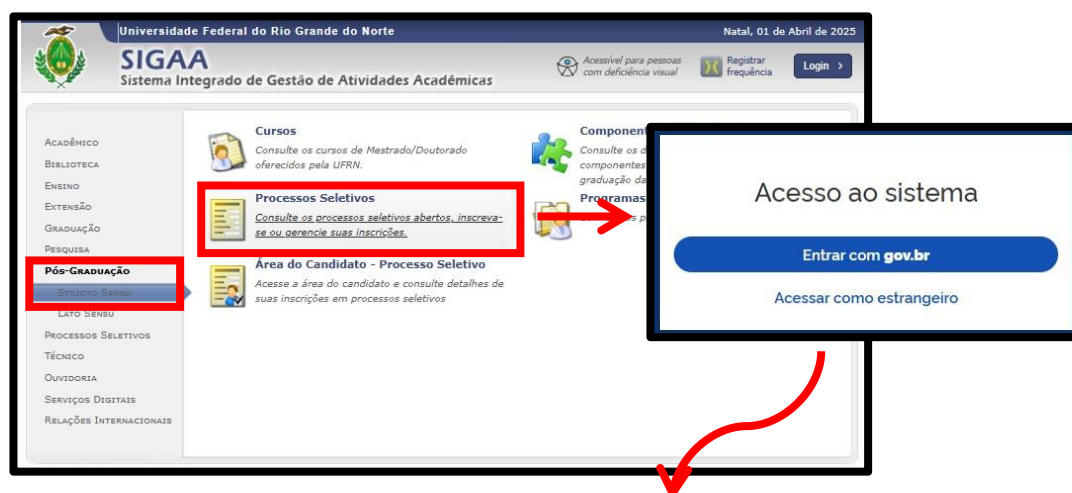 Universidade Federal do Rio Grande do Norte
Natal, 01 de Abril de 2025
SIGAA
Sistema Integrado de Gestão de Atividades Acadêmicas
Acessível para pessoas
com deficiência visual
Registrar
frequência
Login >
Acadêmico
Biblioteca
Ensino
Extensão
Graduação
Pesquisa
Pós-Graduação
Stricto Sensu
Lato Sensu
Processos Seletivos
Técnico
Ouvidoria
Serviços Digitais
Relações Internacionais
Cursos
Consulte os cursos de Mestrado/Doutorado
oferecidos pela UFRN.
Processos Seletivos
Consulte os processos seletivos abertos, inscreva-
se ou gerencie suas inscrições.
Área do Candidato - Processo Seletivo
Acesse a área do candidato e consulte detalhes de
suas inscrições em processos seletivos
Consulte os
componentes
graduação da
Programas
Acesso ao sistema
Entrar com gov.br
Acessar como estrangeiro